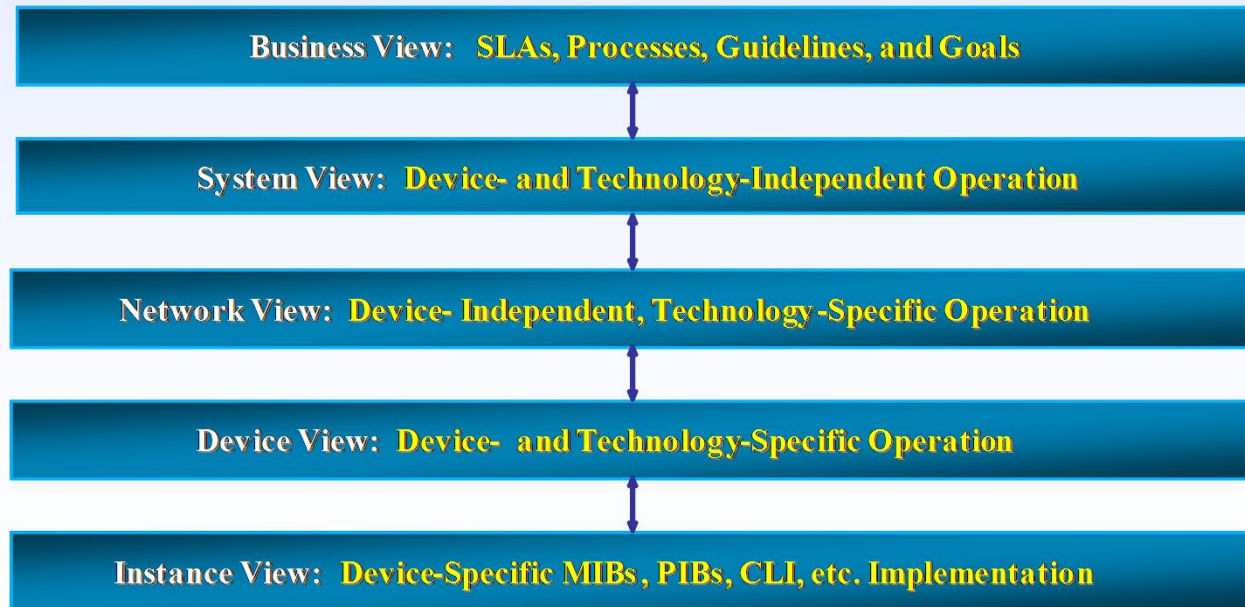 Business View: SLAs, Processes, Guidelines, and Goals
System View: Device- and Technology-Independent Operation
Network View: Device- Independent, Technology-Specific Operation
Device View: Device- and Technology-Specific Operation
Instance View: Device-Specific MIBs, PIBs, CLI, etc. Implementation